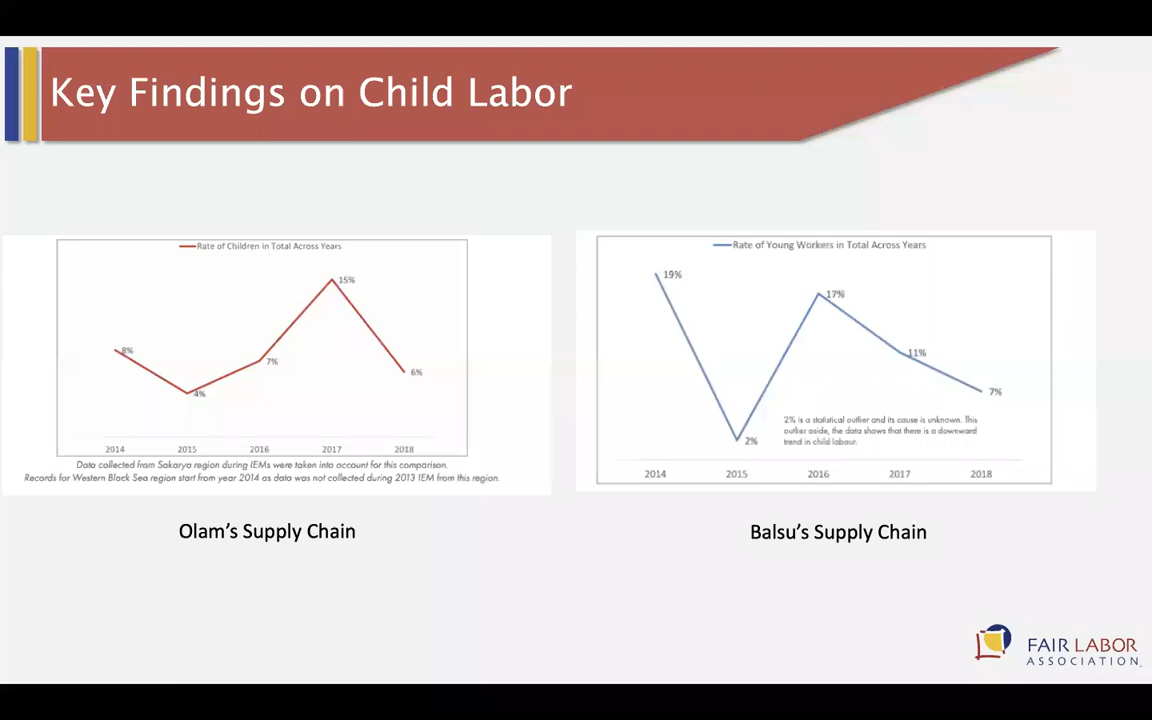 Key Findings on Child Labor
Rate of Children in Total Across Years
8%
4%
7%
15%
6%
2014 2015 2016 2017 2018
Data collected from Sakarya region during IEMs were taken into account for this comparison.
Records for Western Black Sea region start from year 2014 as data was not collected during 2013 IEM from this region.
Olam's Supply Chain
Rate of Young Workers in Total Across Years
19%
2%
17%
11%
7%
2% is a statistical outlier and its cause is unknown. This
outlier aside, the data shows that there is a downward
trend in child labour.
2014 2015 2016 2017 2018
Balsu's Supply Chain
FAIR LABOR
ASSOCIATION